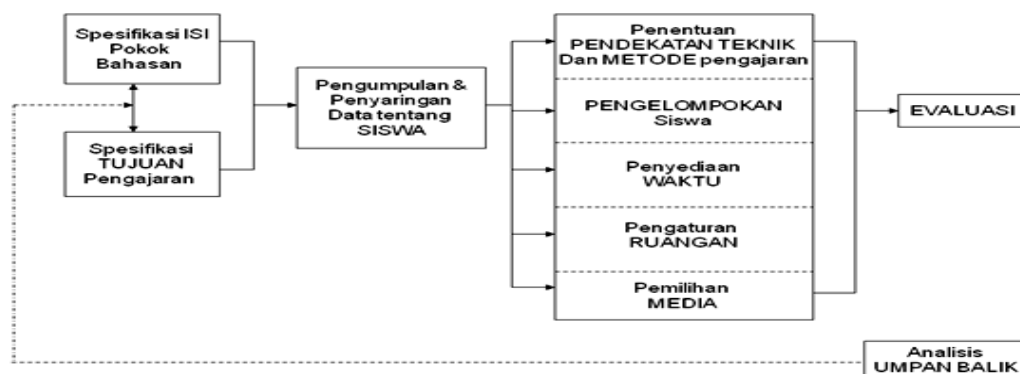 Spesifikasi ISI
Pokok
Bahasan
Spesifikasi
TUJUAN
Pengajaran
Pengumpulan &
Penyaringan
Data tentang
SISWA
Penentuan
PENDEKATAN TEKNIK
Dan METODE pengajaran
PENGELOMPOKAN
Siswa
Penyediaan
WAKTU
Pengaturan
RUANGAN
Pemilihan
MEDIA
EVALUASI
Analisis
UMPAN BALIK